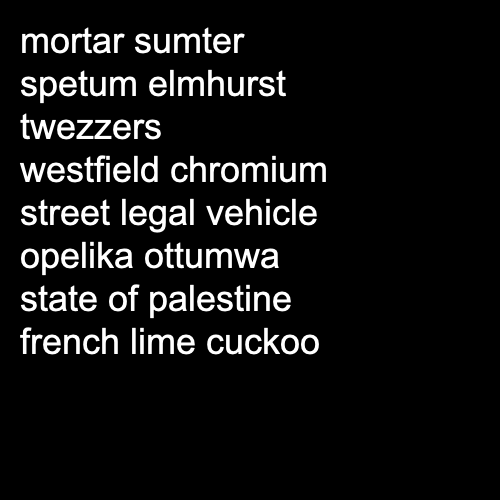 mortar sumter
spetum elmhurst
twezzers
westfield chromium
street legal vehicle
opelika ottumwa
state of palestine
french lime cuckoo